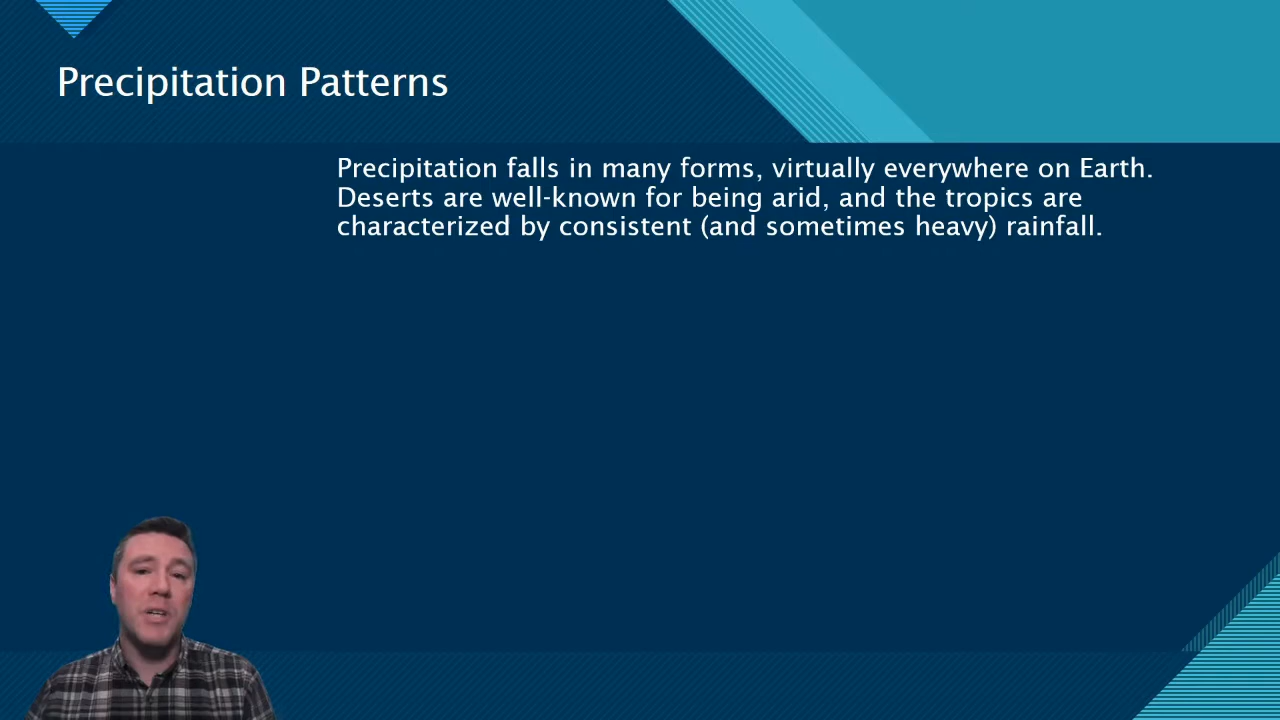 Precipitation Patterns
Precipitation falls in many forms, virtually everywhere on Earth.
Deserts are well-known for being arid, and the tropics are
characterized by consistent (and sometimes heavy) rainfall.